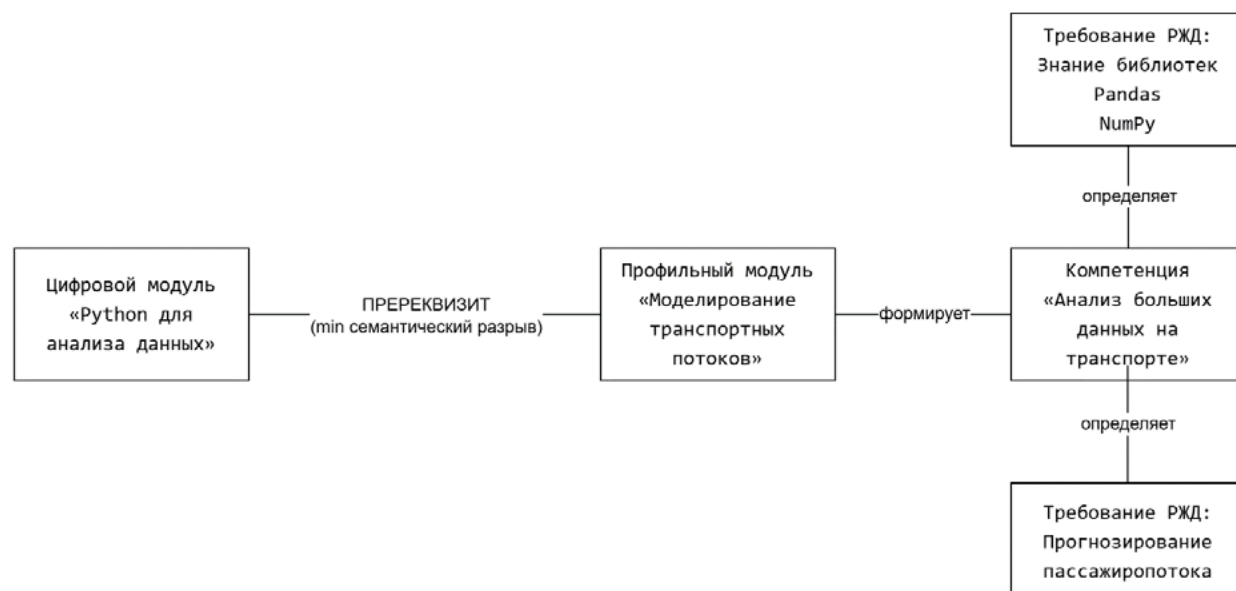 Требование РЖД:
Знание библиотек
Pandas
NumPy
определяет
Цифровой модуль
«Python для
анализа данных»
ПРЕРЕКВИЗИТ
(min семантический разрыв)
Профильный модуль
«Моделирование
транспортных
потоков»
формирует
Компетенция
«Анализ больших
данных на
транспорте»
определяет
Требование РЖД:
Прогнозирование
пассажиропотока